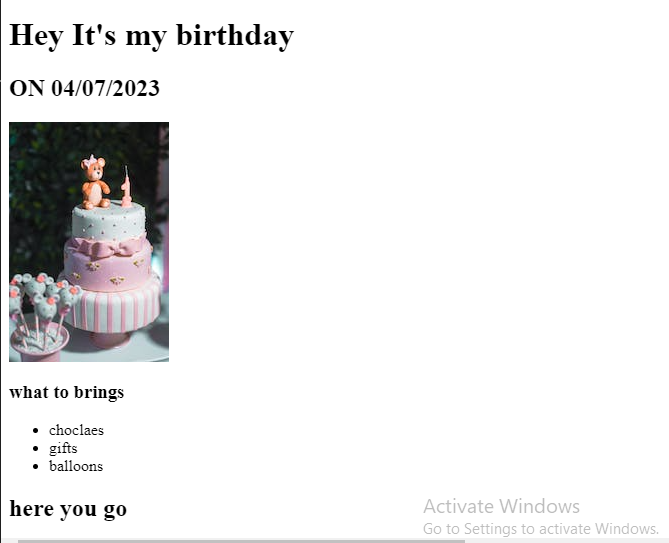 Hey It's my birthday
ON 04/07/2023
what to brings
choclaes
gifts
balloons
here you go
Activate Windows
Go to Settings to activate Windows.